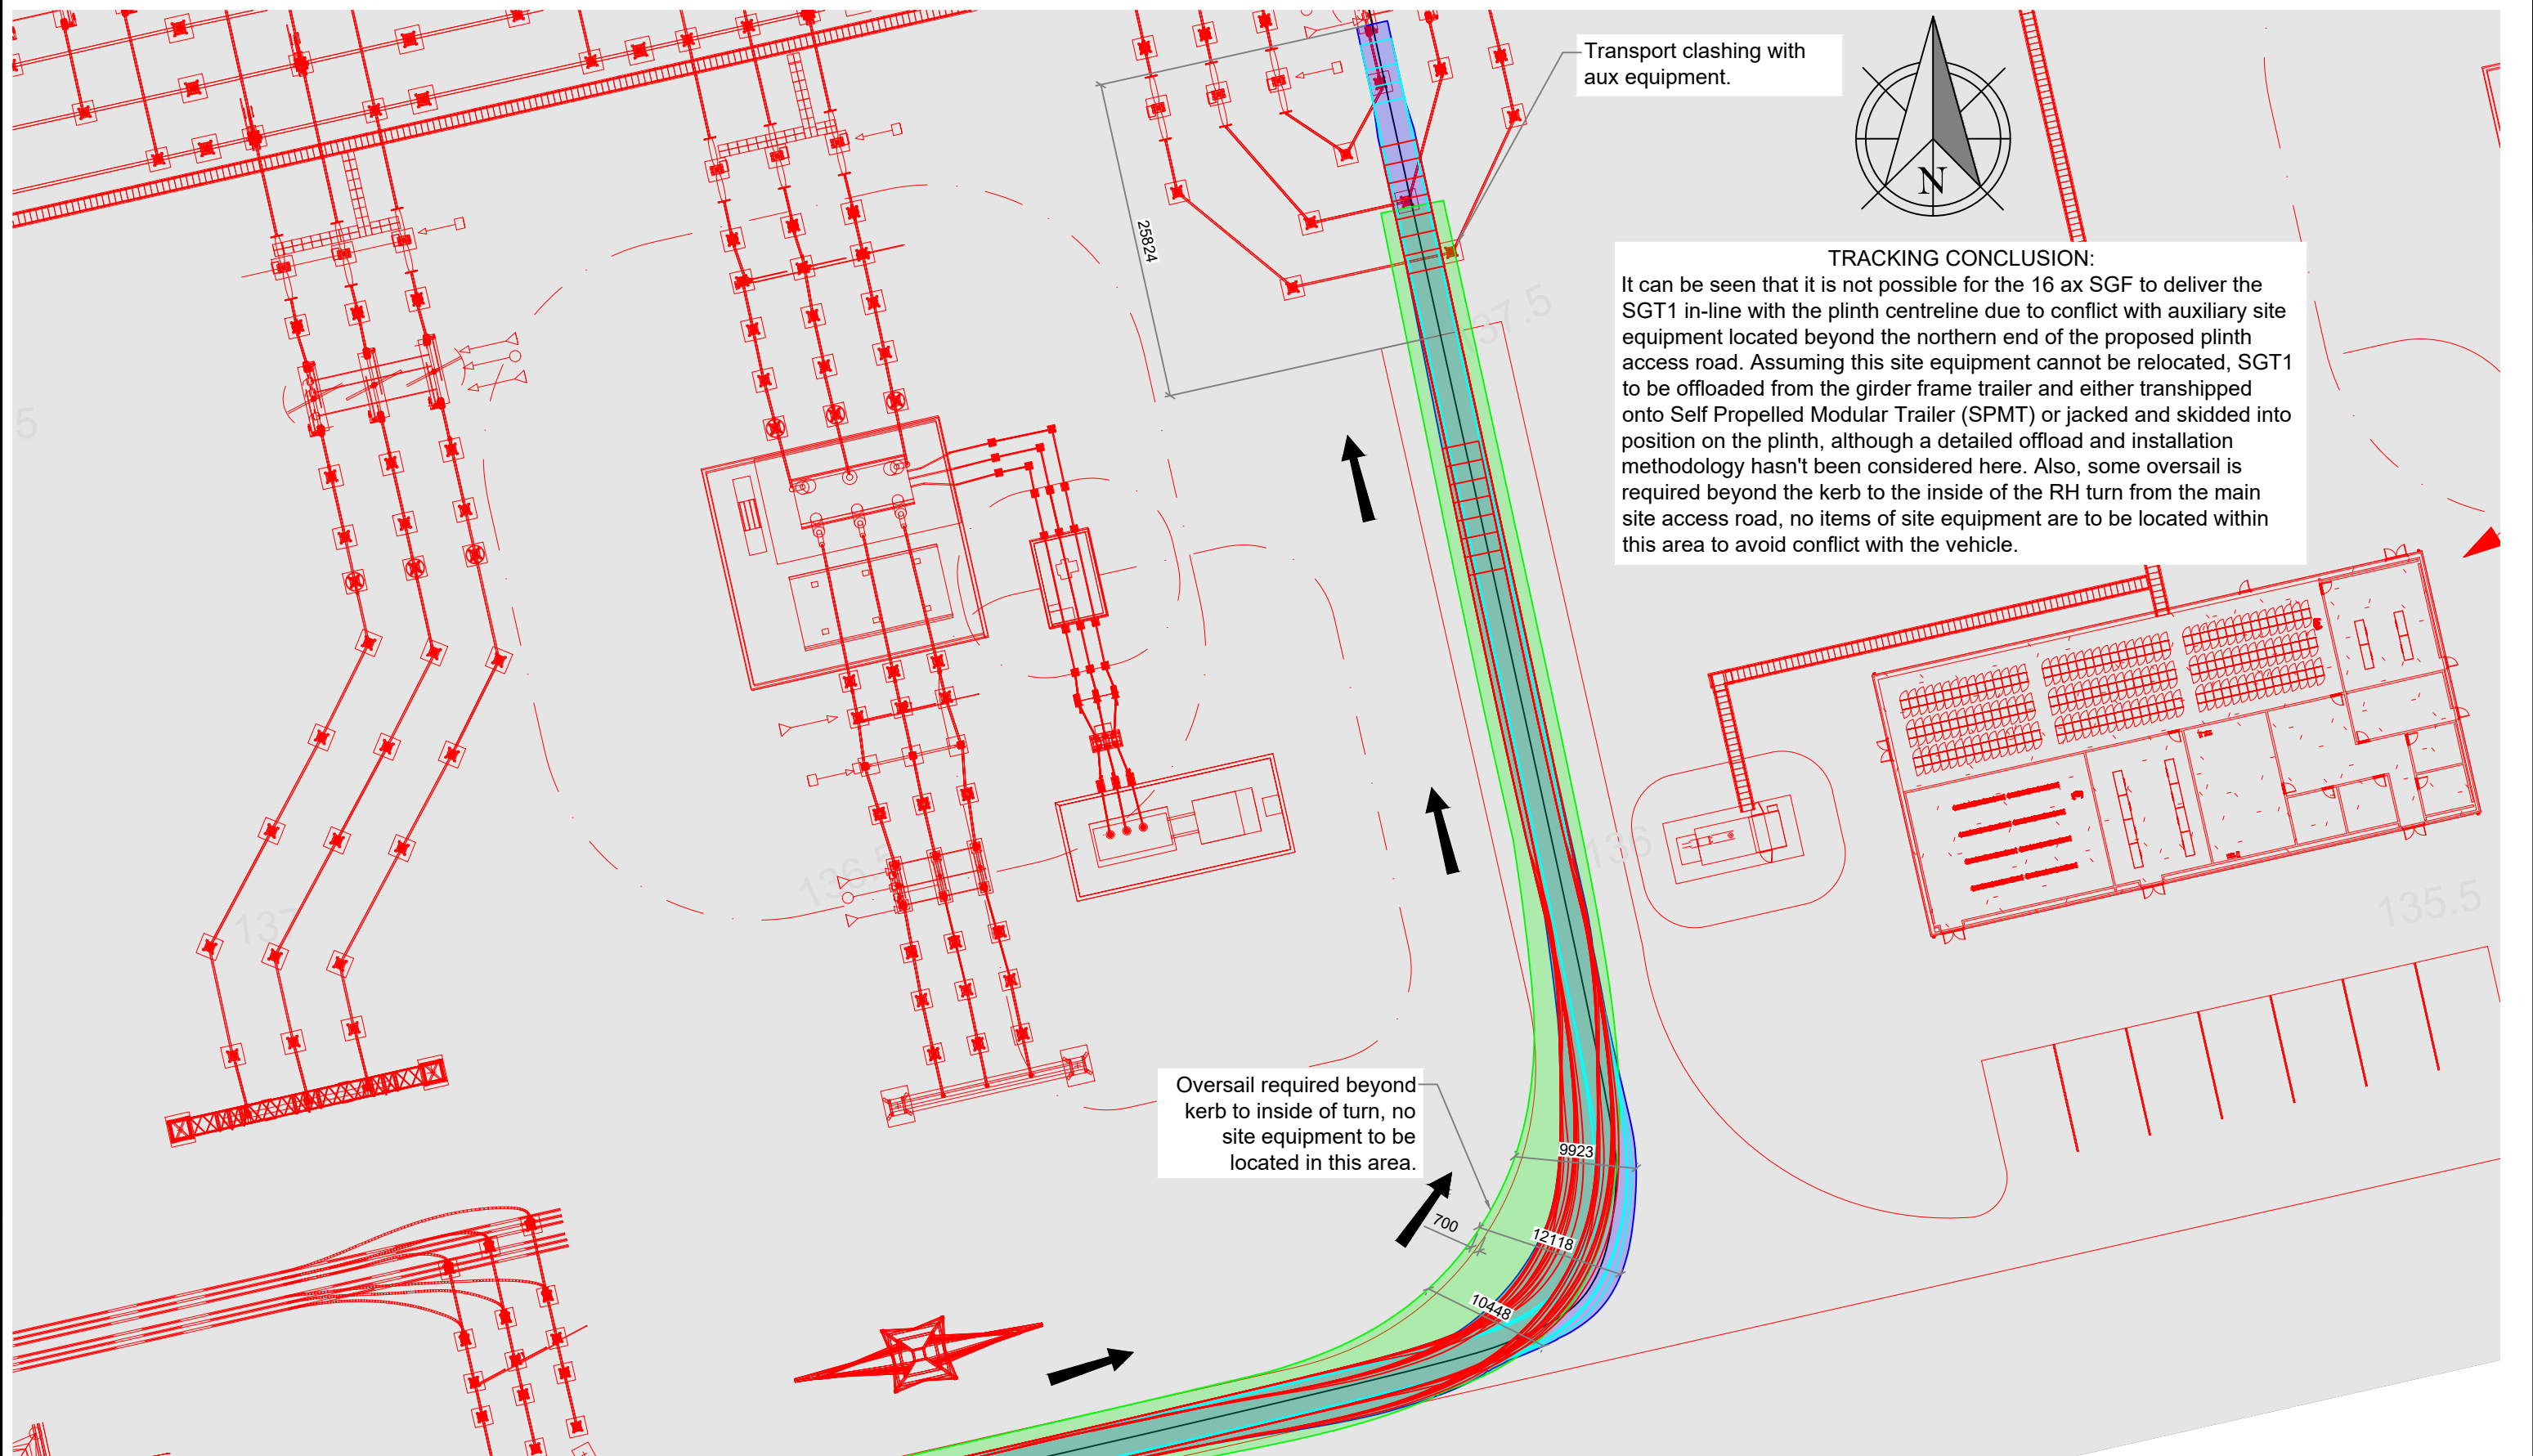 Transport clashing with
aux equipment.
N
25824
37.5
TRACKING CONCLUSION:
It can be seen that it is not possible for the 16 ax SGF to deliver the
SGT1 in-line with the plinth centreline due to conflict with auxiliary site
equipment located beyond the northern end of the proposed plinth
access road. Assuming this site equipment cannot be relocated, SGT1
to be offloaded from the girder frame trailer and either transhipped
onto Self Propelled Modular Trailer (SPMT) or jacked and skidded into
position on the plinth, although a detailed offload and installation
methodology hasn't been considered here. Also, some oversail is
required beyond the kerb to the inside of the RH turn from the main
site access road, no items of site equipment are to be located within
this area to avoid conflict with the vehicle.
5
136.5
136
137
135.5
Oversail required beyond
kerb to inside of turn, no
site equipment to be
located in this area.
9923
700
12118
10448